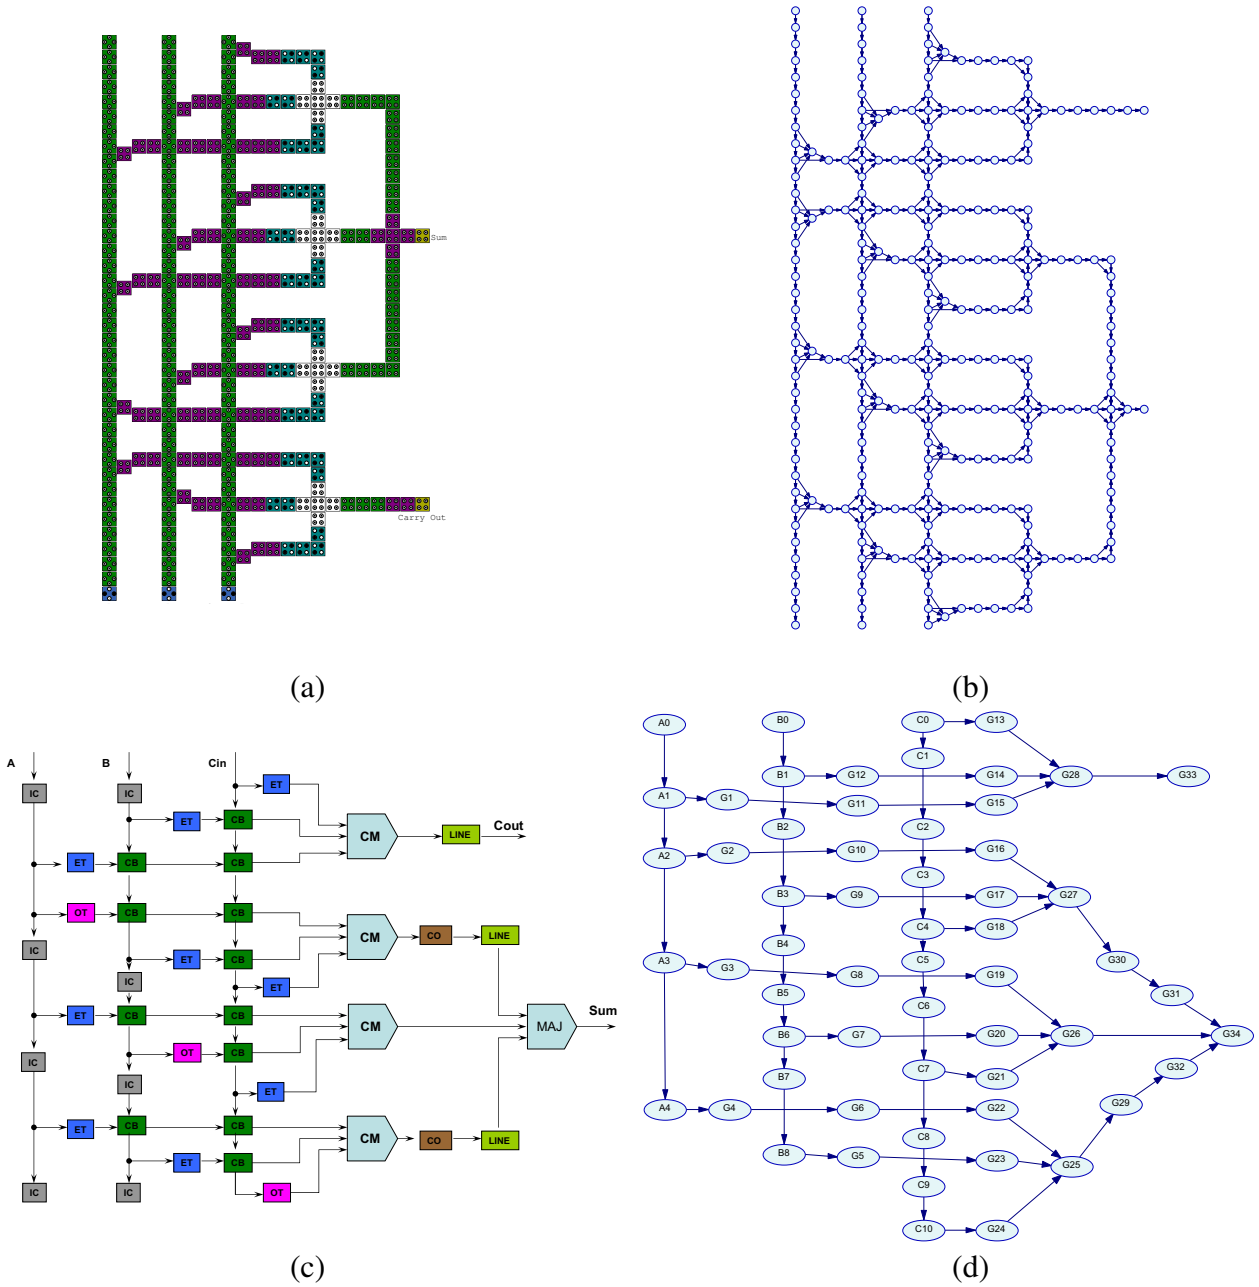 Sum
Carry Out
(a)
(b)
A
B
Cin
IC
IC
ET
ET
CB
Cout
CM
LINE
ET
CB
CB
OT
CB
CB
CM
CO
LINE
IC
ET
CB
IC
ET
Sum
ET
CB
CB
CM
MAJ
OT
CB
IC
IC
ET
ET
CB
CB
CM
CO
LINE
ET
CB
IC
IC
OT
(c)
A0
B0
C0
G13
C1
B1
G12
G14
G28
G33
A1
G1
G11
G15
B2
C2
A2
G2
G10
G16
C3
B3
G9
G17
G27
C4
G18
B4
A3
G3
G8
C5
G19
G30
B5
C6
G31
B6
G7
G20
G26
G34
C7
G21
G32
B7
A4
G4
G6
G22
G29
C8
B8
G5
G23
G25
C9
C10
G24
(d)